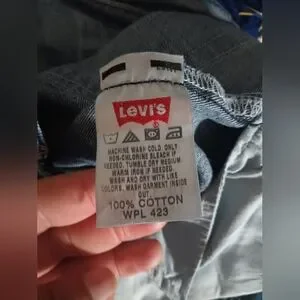 LEVI'S
MACHINE WASH COLD. ONLY
NON-CHLORINE BLEACH IF
NEEDED. TUMBLE DRY MEDIUM.
WARM IRON IF NEEDED.
WASH AND DRY WITH LIKE
COLORS. WASH GARMENT INSIDE
OUT.
100% COTTON
WPL 423